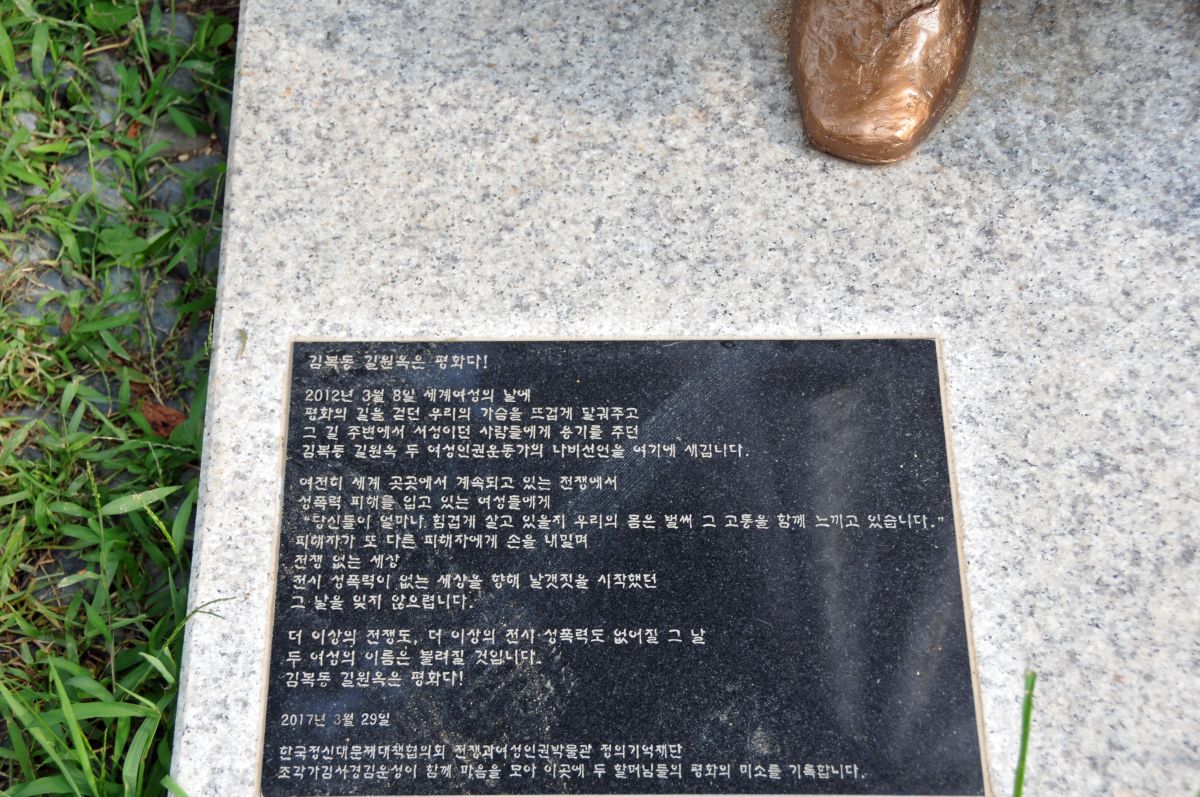 김복동 길원옥은 평화다!
2012년 3월 8일 세계여성의 날에
평화의 길을 걷던 우리의 가슴을 뜨겁게 달궈주고
그 길 주변에서 서성이던 사람들에게 용기를 주던
김복동 길원옥 두 여성인권운동가의 나비선언을 여기에 새깁니다.
여전히 세계 곳곳에서 계속되고 있는 전쟁에서
성폭력 피해를 입고 있는 여성들에게
"당신들이 얼마나 힘겹게 살고 있을지 우리의 몸은 벌써 그 고통을 함께 느끼고 있습니다."
피해자가 또 다른 피해자에게 손을 내밀며
전쟁 없는 세상
전시 성폭력이 없는 세상을 향해 날갯짓을 시작했던
그 날을 잊지 않으렵니다.
더 이상의 전쟁도, 더 이상의 전시 성폭력도 없어질 그 날
두 여성의 이름은 불려질 것입니다.
김복동 길원옥은 평화다!
2017년 3월 29일
한국정신대문제대책협의회 전쟁과여성인권박물관 정의기억재단
조각가김서경김운성이 함께 마음을 모아 이곳에 두 할머님들의 평화의 미소를 기록합니다.